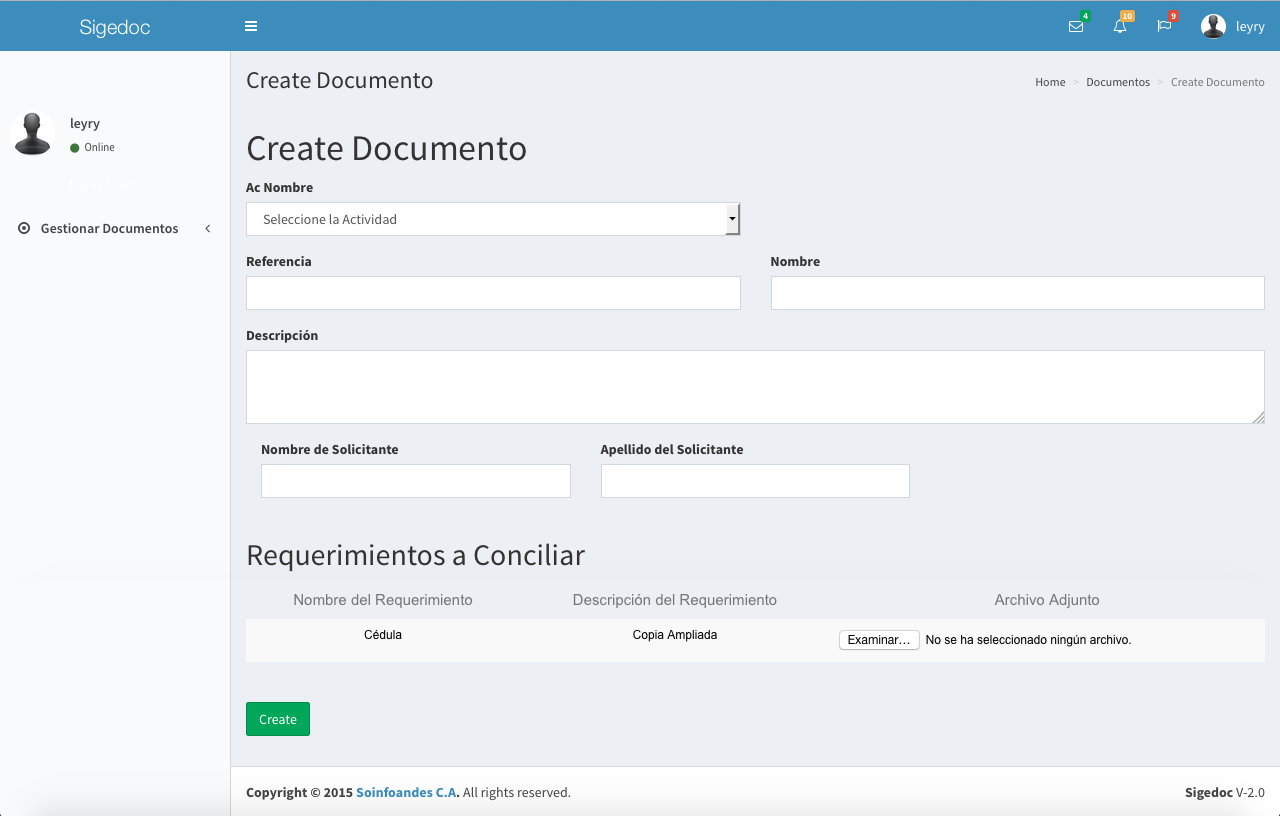 Sigedoc
4
10
9
leyry
Create Documento
Home > Documentos > Create Documento
leyry
Online
Gestionar Documentos
Create Documento
Ac Nombre
Seleccione la Actividad
Referencia Nombre
Descripción
Nombre de Solicitante Apellido del Solicitante
Requerimientos a Conciliar
Nombre del Requerimiento Descripción del Requerimiento Archivo Adjunto
Cédula Copia Ampliada Examinar... No se ha seleccionado ningún archivo.
Create
Copyright © 2015 Soinfoandes C.A. All rights reserved. Sigedoc V-2.0